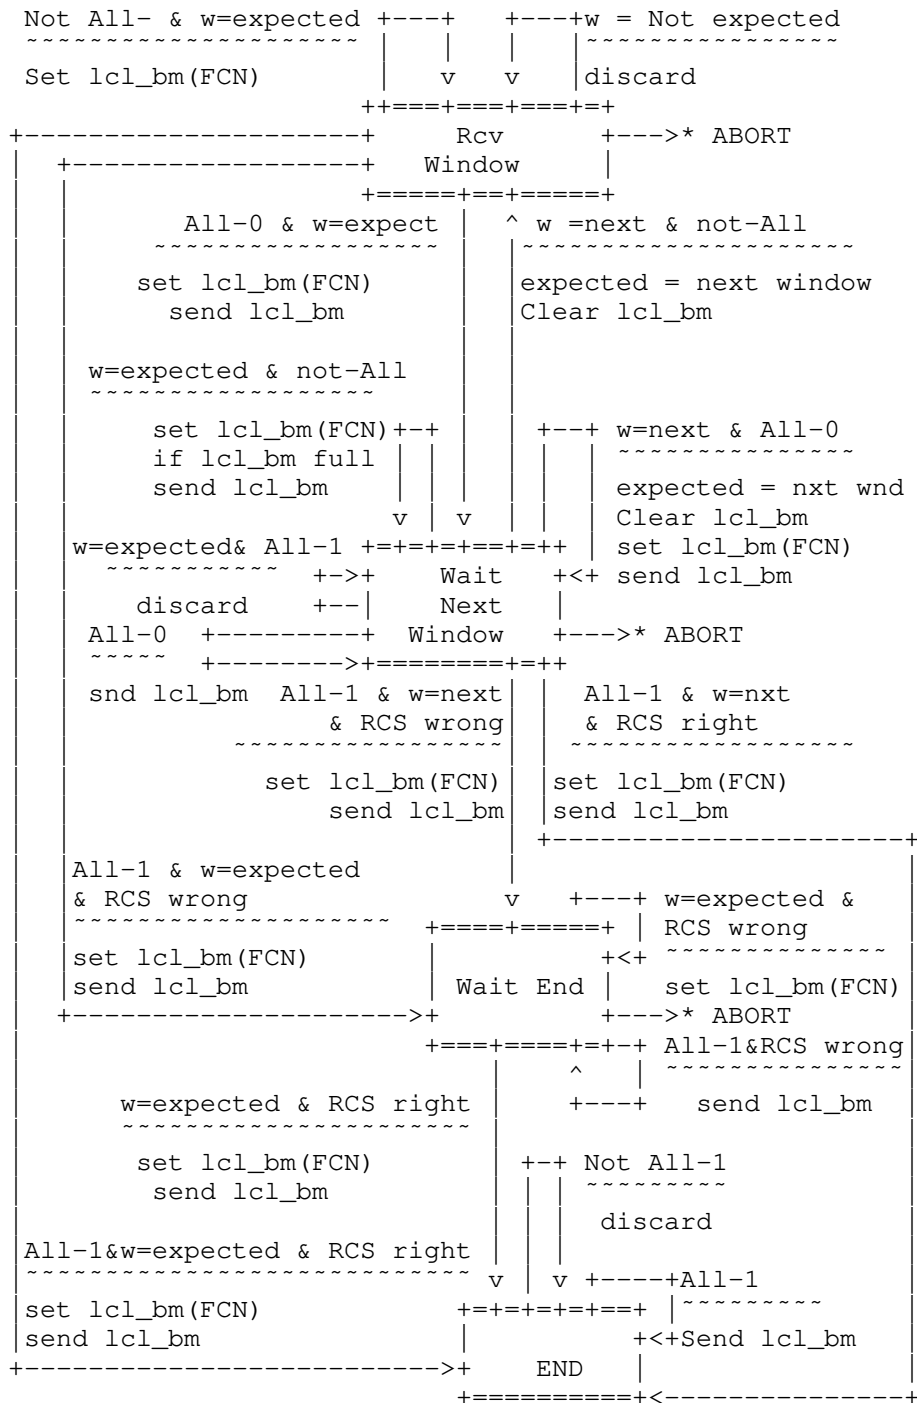 Not All- & w=expected +---+   +---+w = Not expected
~~~~~~~~~~~~~~~~~~~~~ |   |   |   |~~~~~~~~~~~~~~~~
Set lcl_bm(FCN)       |   v   v   |discard
++===+===+===+=+
+----------------------+     Rcv       +--->* ABORT
|  +-------------------+   Window      |
|  |                   +=====+==+=====+
|  |       All-0 & w=expect |  ^ w =next & not-All
|  |     ~~~~~~~~~~~~~~~~~~ |  |~~~~~~~~~~~~~~~~~~~~~
|  |    set lcl_bm(FCN)     |  |expected = next window
|  |      send lcl_bm       |  |Clear lcl_bm
|  |                        |  |
|  | w=expected & not-All   |  |
|  | ~~~~~~~~~~~~~~~~~~     |  |
|  |     set lcl_bm(FCN)+-+ |  | +--+ w=next & All-0
|  |     if lcl_bm full | | |  | |  | ~~~~~~~~~~~~~~~
|  |     send lcl_bm    | | |  | |  | expected = nxt wnd
|  |                    v | v  | |  | Clear lcl_bm
|  |w=expected& All-1 +=+=+=+==+=++ | set lcl_bm(FCN)
|  |  ~~~~~~~~~~~  +->+    Wait    +<+ send lcl_bm
|  |    discard    +--|    Next    |
|  | All-0  +---------+  Window    +--->* ABORT
|  | ~~~~~  +-------->+========+=++
|  | snd lcl_bm  All-1 & w=next| |  All-1 & w=nxt
|  |                & RCS wrong| |  & RCS right
|  |          ~~~~~~~~~~~~~~~~~| | ~~~~~~~~~~~~~~~~~~
|  |            set lcl_bm(FCN)| |set lcl_bm(FCN)
|  |                send lcl_bm| |send lcl_bm
|  |                           | +----------------------+
|  |All-1 & w=expected         |                        |
|  |& RCS wrong                v   +---+ w=expected &   |
|  |~~~~~~~~~~~~~~~~~~~~  +====+=====+ | RCS wrong      |
|  |set lcl_bm(FCN)       |          +<+ ~~~~~~~~~~~~~~ |
|  |send lcl_bm           | Wait End |   set lcl_bm(FCN)|
|  +--------------------->+          +--->* ABORT       |
|                         +===+====+=+-+ All-1&RCS wrong|
|                             |    ^   | ~~~~~~~~~~~~~~~|
|      w=expected & RCS right |    +---+   send lcl_bm  |
|      ~~~~~~~~~~~~~~~~~~~~~~ |                         |
|       set lcl_bm(FCN)       | +-+ Not All-1           |
|        send lcl_bm          | | | ~~~~~~~~~           |
|                             | | |  discard            |
|All-1&w=expected & RCS right | | |                     |
|~~~~~~~~~~~~~~~~~~~~~~~~~~~~ v | v +----+All-1         |
|set lcl_bm(FCN)            +=+=+=+=+==+ |~~~~~~~~~     |
|send lcl_bm                |          +<+Send lcl_bm   |
+-------------------------->+    END   |                |
+==========+<---------------+